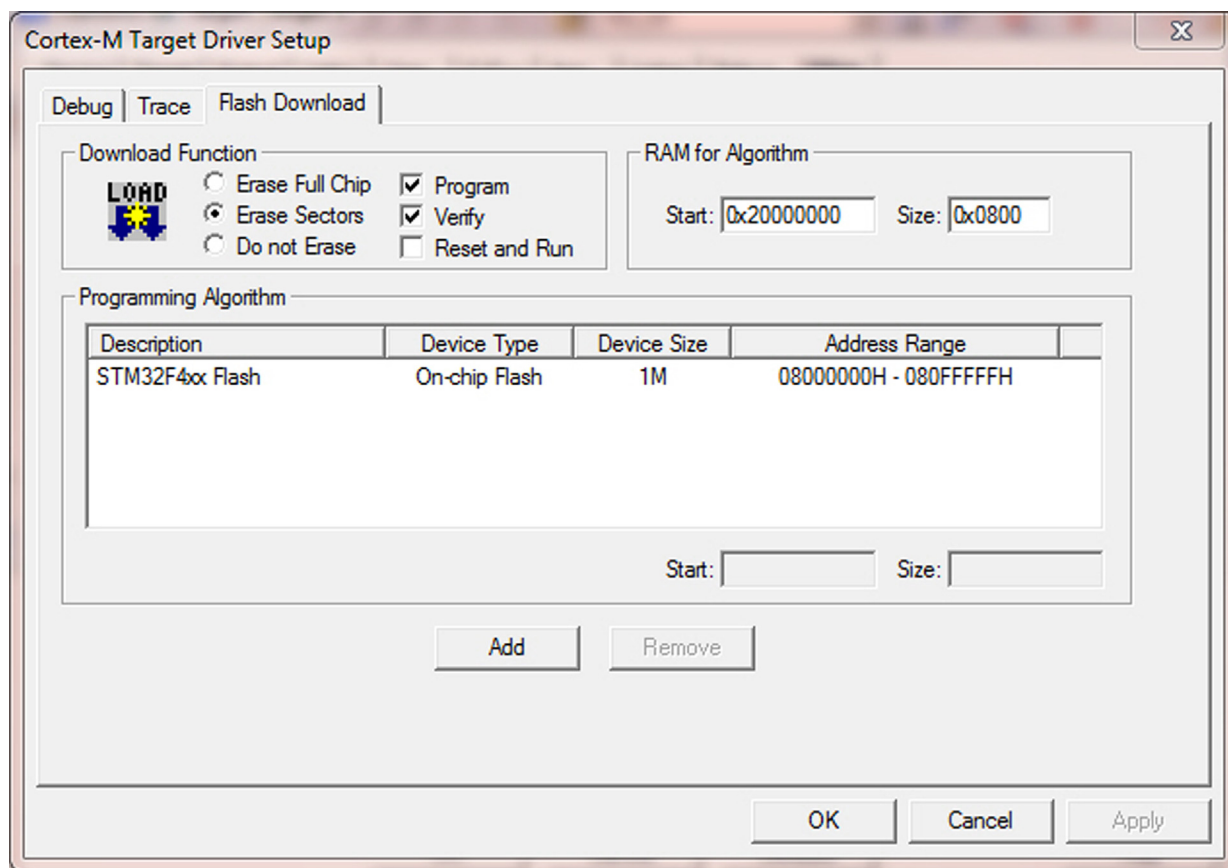 Cortex-M Target Driver Setup
Debug Trace Flash Download
Download Function
LOAD
Erase Full Chip
Erase Sectors
Do not Erase
Program
Verify
Reset and Run
RAM for Algorithm
Start: 0x20000000 Size: 0x0800
Programming Algorithm
Description Device Type Device Size Address Range
STM32F4xx Flash On-chip Flash 1M 08000000H - 080FFFFFH
Start: Size:
Add Remove
OK Cancel Apply